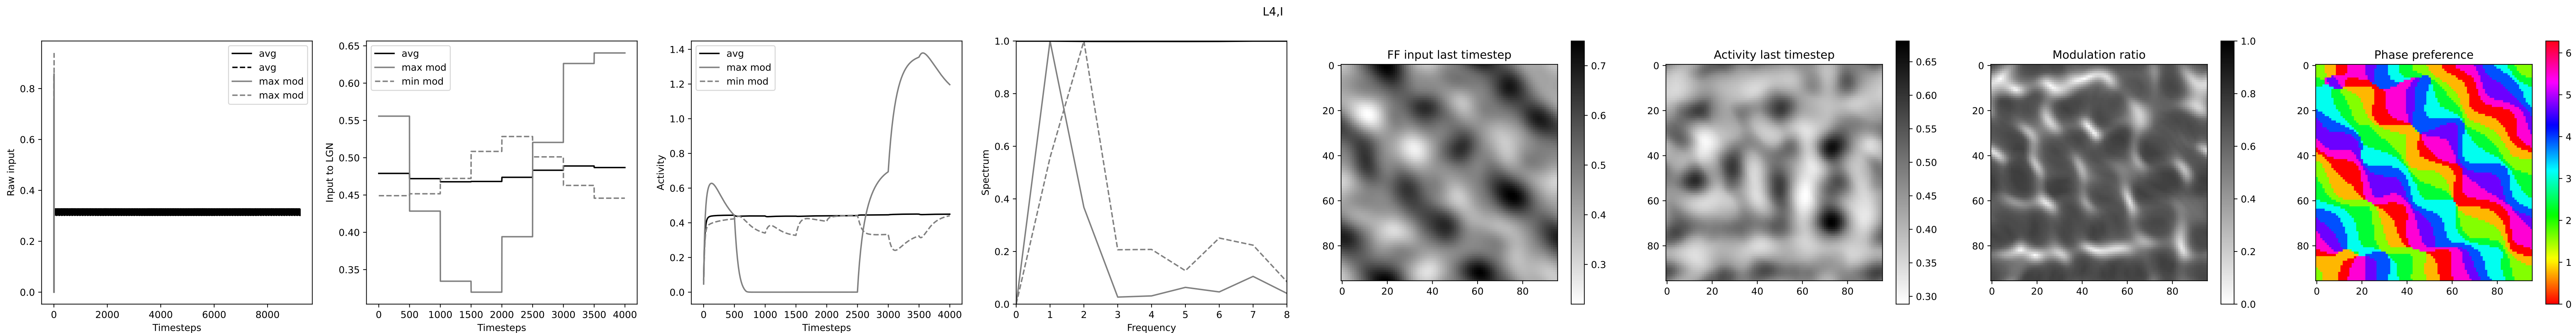 L4,I
Raw input
0.8
0.6
0.4
0.2
0.0
avg
avg
max mod
max mod
0 2000 4000 6000 8000
Timesteps
Input to LGN
0.65
0.60
0.55
0.50
0.45
0.40
0.35
avg
max mod
min mod
0 500 1000 1500 2000 2500 3000 3500 4000
Timesteps
Activity
1.4
1.2
1.0
0.8
0.6
0.4
0.2
0.0
avg
max mod
min mod
0 500 1000 1500 2000 2500 3000 3500 4000
Timesteps
Spectrum
1.0
0.8
0.6
0.4
0.2
0.0
0 1 2 3 4 5 6 7 8
Frequency
FF input last timestep
0
20
40
60
80
0 20 40 60 80
0.7
0.6
0.5
0.4
0.3
Activity last timestep
0
20
40
60
80
0 20 40 60 80
0.65
0.60
0.55
0.50
0.45
0.40
0.35
0.30
Modulation ratio
0
20
40
60
80
0 20 40 60 80
1.0
0.8
0.6
0.4
0.2
0.0
Phase preference
0
20
40
60
80
0 20 40 60 80
6
5
4
3
2
1
0